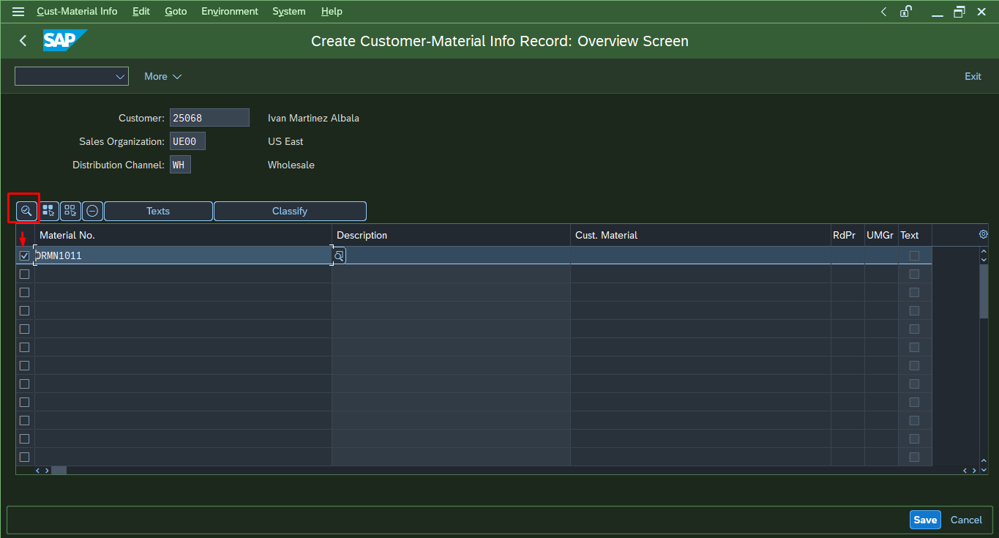 Cust-Material Info Edit Goto Environment System Help
SAP Create Customer-Material Info Record: Overview Screen
More Exit
Customer: 25068 Ivan Martinez Albala
Sales Organization: UE00 US East
Distribution Channel: WH Wholesale
Texts Classify
Material No. Description Cust. Material RdPr UMGr Text
ORMN1011
Save Cancel